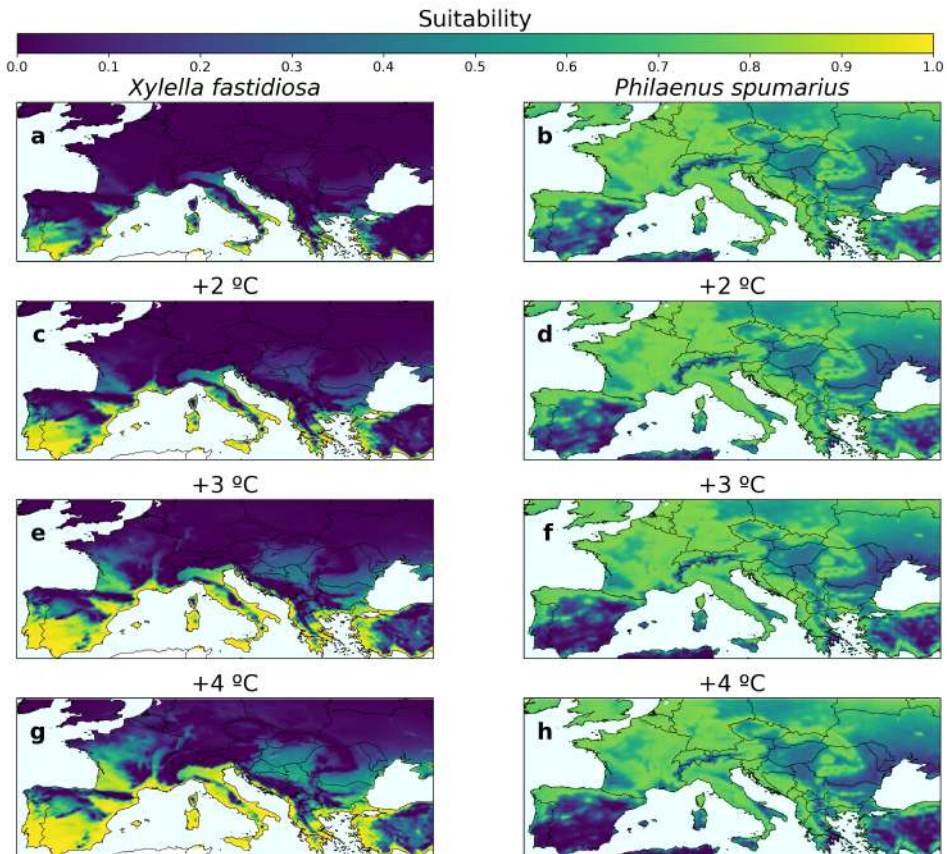 Suitability
0.0 0.1 0.2 0.3 0.4 0.5 0.6 0.7 0.8 0.9 1.0
Xylella fastidiosa Philaenus spumarius
a b
+2 ºC +2 ºC
c d
+3 ºC +3 ºC
e f
+4 ºC +4 ºC
g h